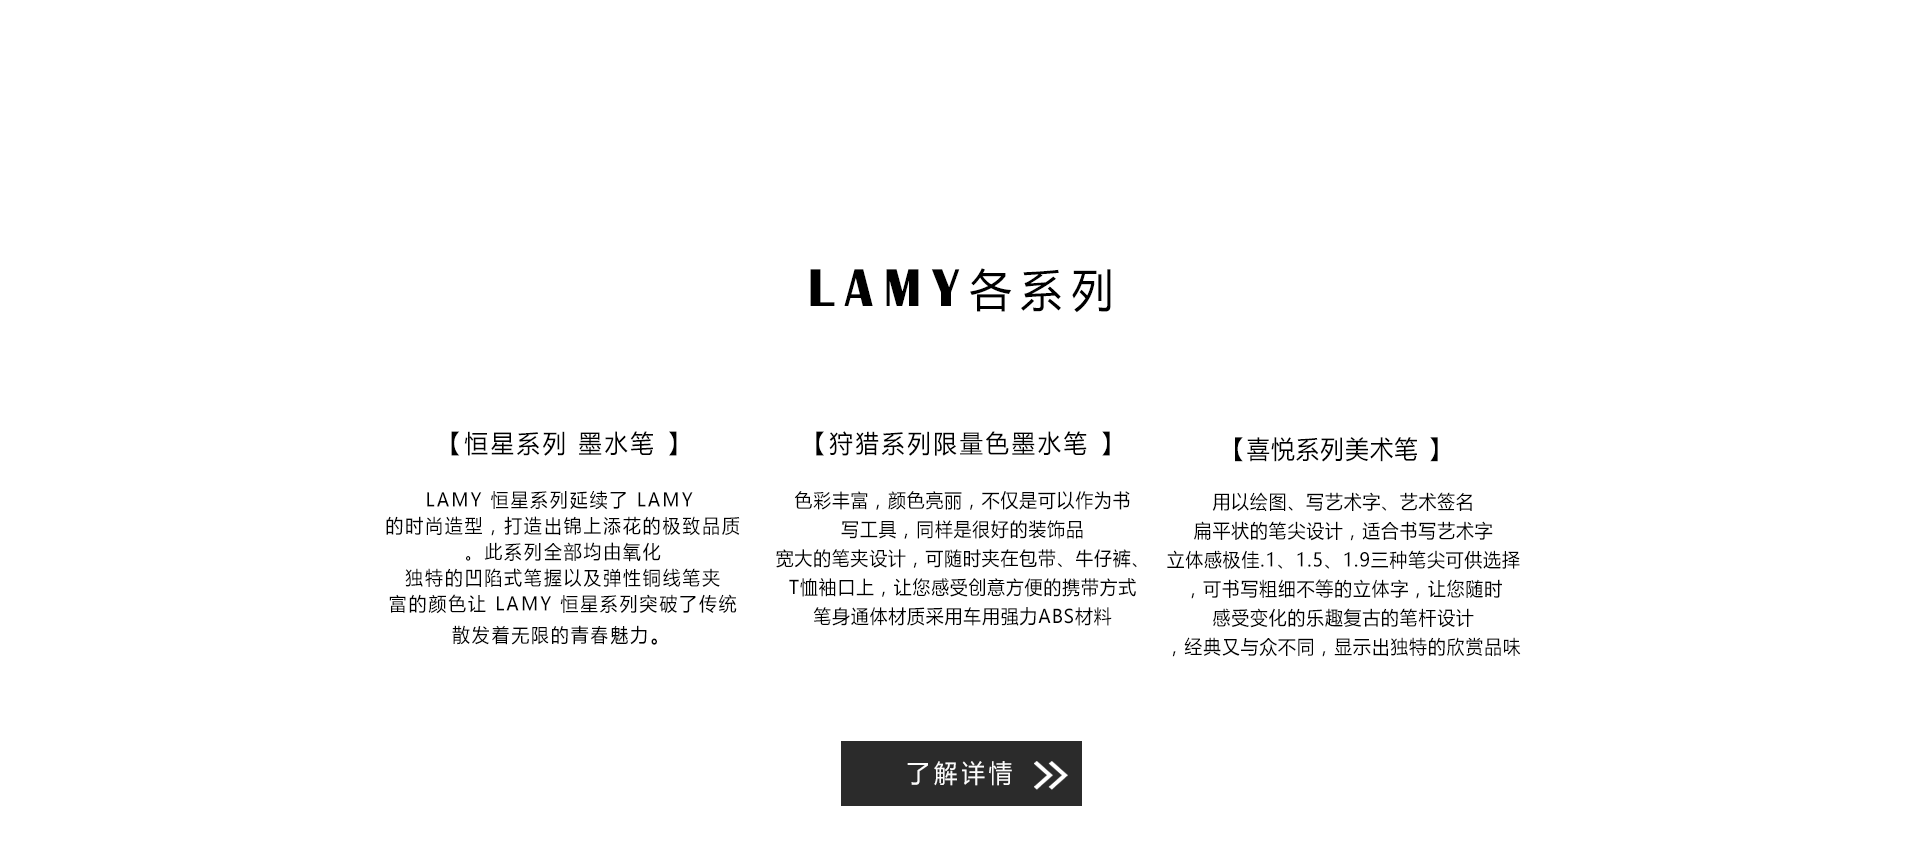 LAMY各系列
【恒星系列 墨水笔 】
LAMY 恒星系列延续了 LAMY
的时尚造型，打造出锦上添花的极致品质
。此系列全部均由氧化
独特的凹陷式笔握以及弹性铜线笔夹
富的颜色让 LAMY 恒星系列突破了传统
散发着无限的青春魅力。
【狩猎系列限量色墨水笔 】
色彩丰富，颜色亮丽，不仅是可以作为书
写工具，同样是很好的装饰品
宽大的笔夹设计，可随时夹在包带、牛仔裤、
T恤袖口上，让您感受创意方便的携带方式
笔身通体材质采用车用强力ABS材料
【喜悦系列美术笔 】
用以绘图、写艺术字、艺术签名
扁平状的笔尖设计，适合书写艺术字
立体感极佳.1、1.5、1.9三种笔尖可供选择
，可书写粗细不等的立体字，让您随时
感受变化的乐趣复古的笔杆设计
，经典又与众不同，显示出独特的欣赏品味
了解详情